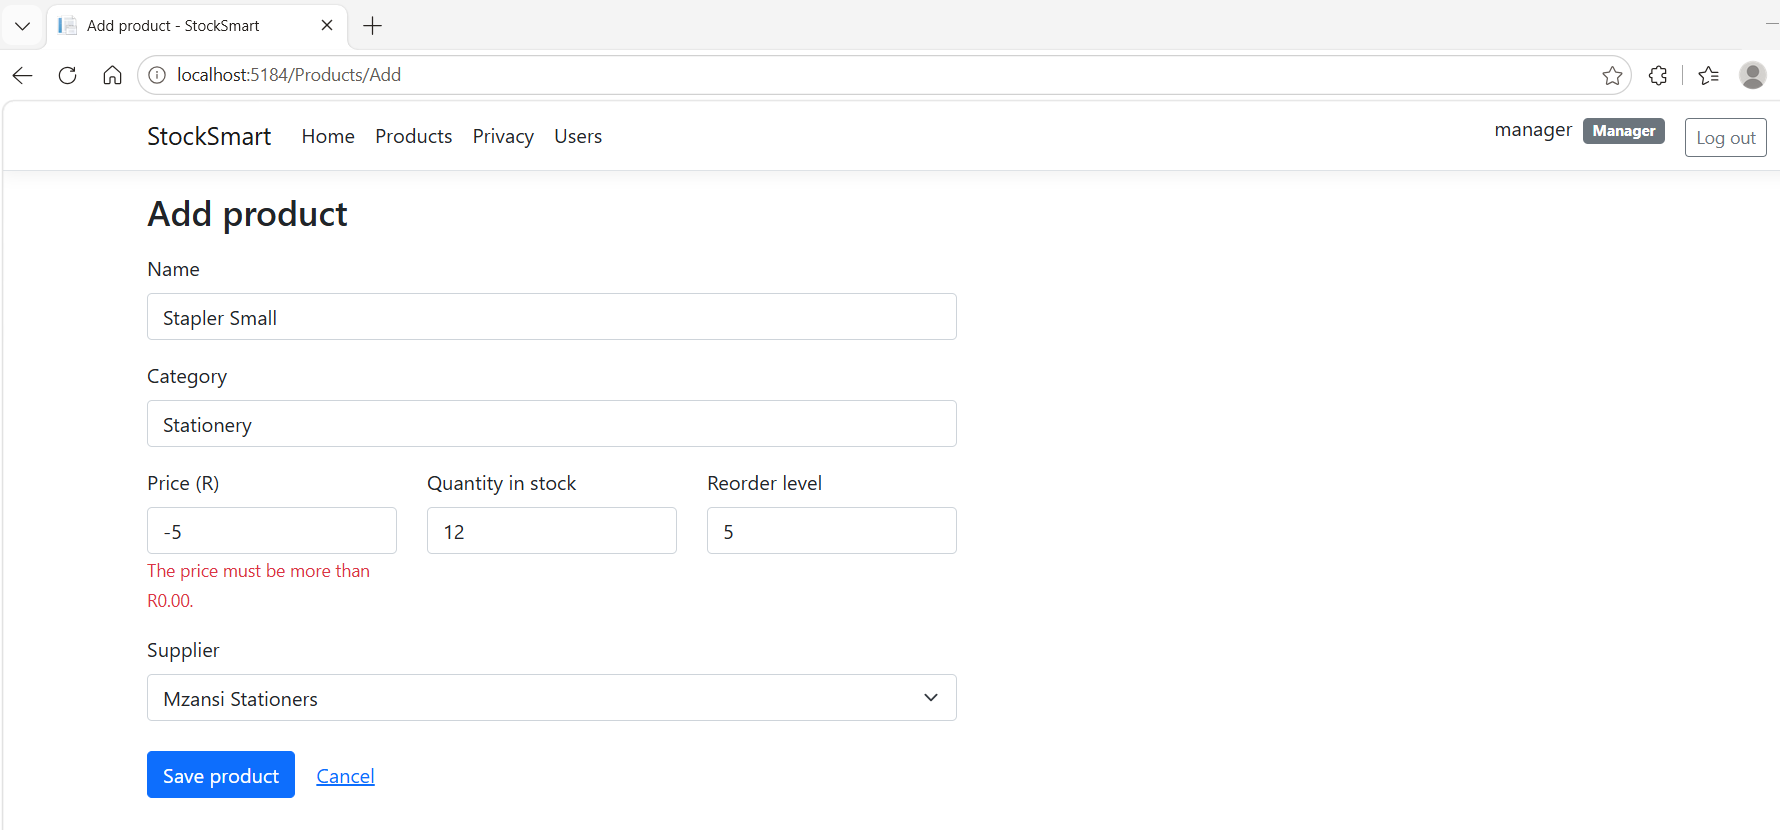 Add product - StockSmart
localhost:5184/Products/Add
StockSmart Home Products Privacy Users manager Manager Log out
Add product
Name
Stapler Small
Category
Stationery
Price (R) Quantity in stock Reorder level
-5 12 5
The price must be more than
R0.00.
Supplier
Mzansi Stationers
Save product Cancel